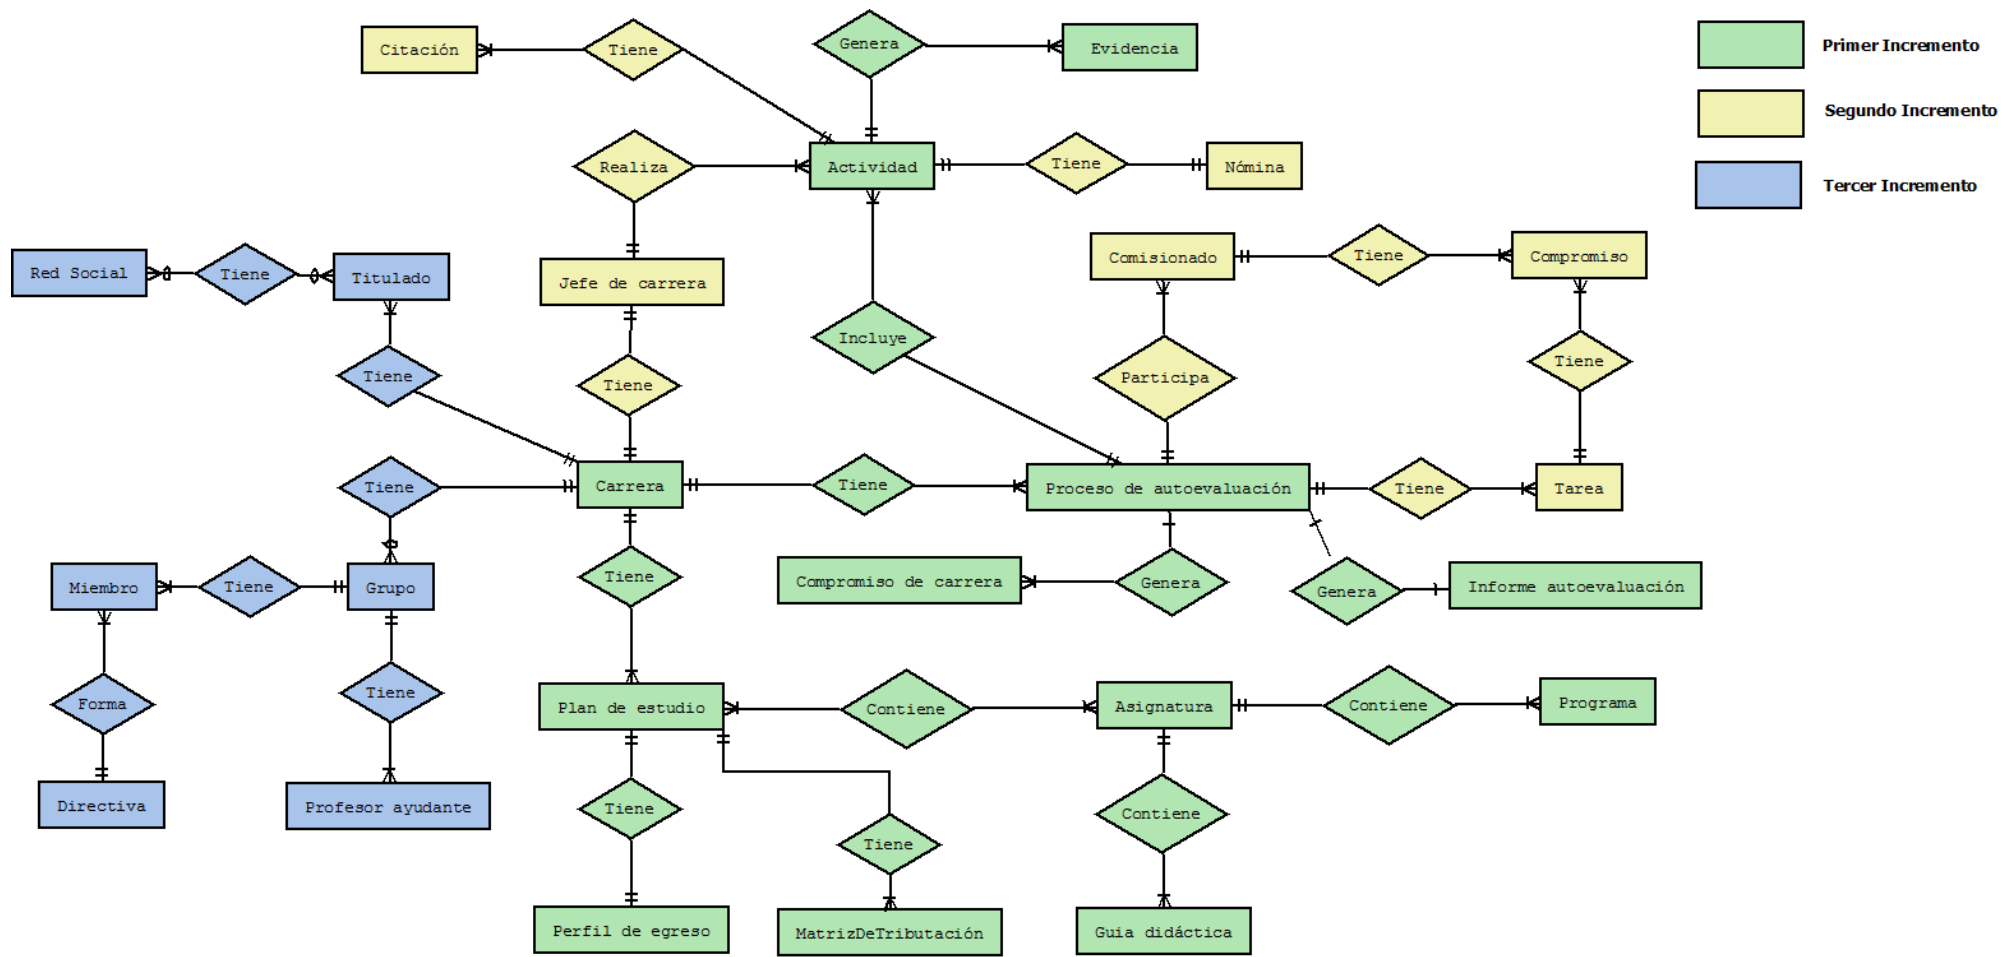 Citación
Tiene
Genera
Evidencia
Primer Incremento
Segundo Incremento
Realiza
Actividad
Tiene
Nómina
Tercer Incremento
Red Social
Tiene
Titulado
Jefe de carrera
Comisionado
Tiene
Compromiso
Incluye
Tiene
Tiene
Participa
Tiene
Tiene
Carrera
Tiene
Proceso de autoevaluación
Tiene
Tarea
Miembro
Tiene
Grupo
Tiene
Compromiso de carrera
Genera
Genera
Informe autoevaluación
Forma
Tiene
Plan de estudio
Contiene
Asignatura
Contiene
Programa
Directiva
Profesor ayudante
Tiene
Tiene
Contiene
Perfil de egreso
MatrizDeTributación
Guia didáctica